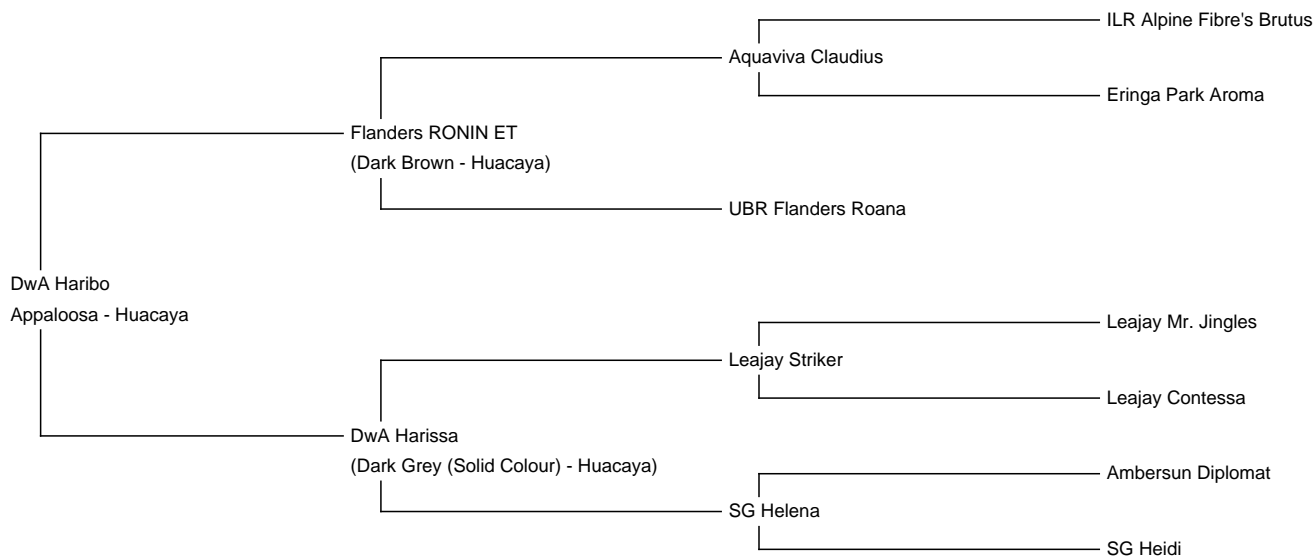 ILR Alpine Fibre's Brutus
Aquaviva Claudius
Eringa Park Aroma
Flanders RONIN ET
(Dark Brown - Huacaya)
UBR Flanders Roana
DwA Haribo
Appaloosa - Huacaya
Leajay Mr. Jingles
Leajay Striker
Leajay Contessa
DwA Harissa
(Dark Grey (Solid Colour) - Huacaya)
Ambersun Diplomat
SG Helena
SG Heidi